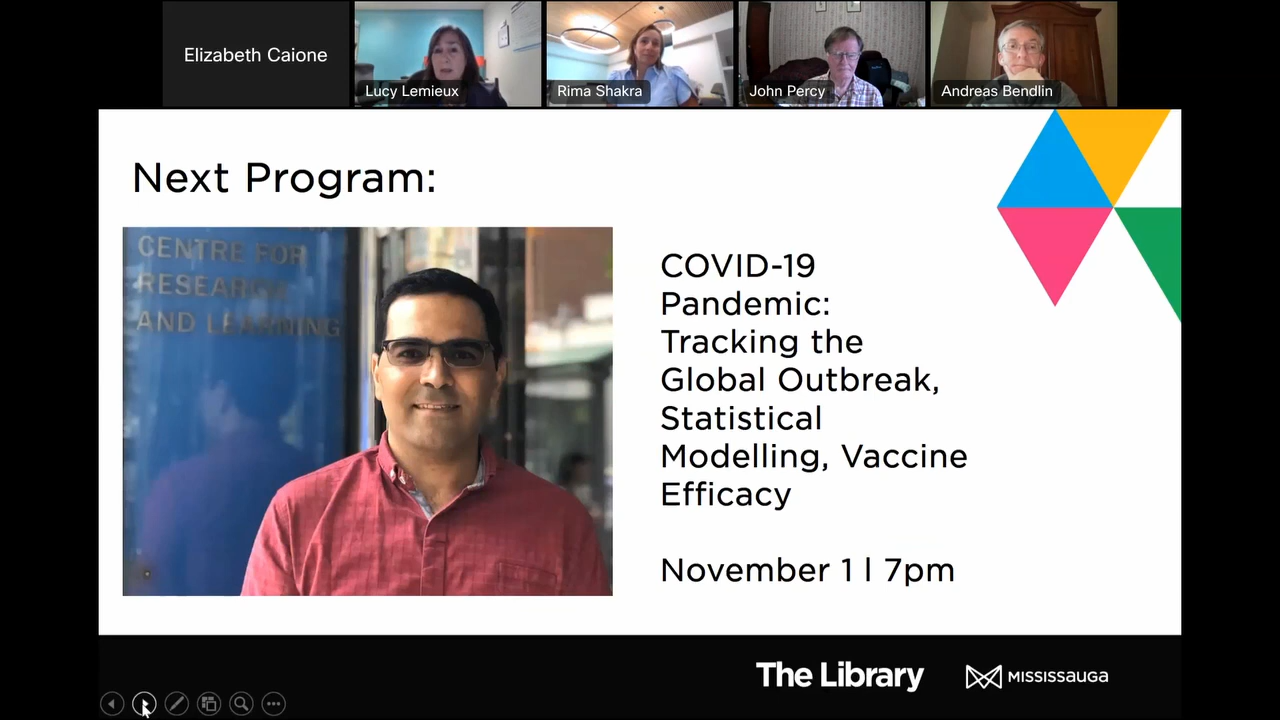 Elizabeth Caione
Lucy Lemieux
Rima Shakra
John Percy
Andreas Bendlin
Next Program:
CENTRE FOR
RESEARCH
AND LEARNING
COVID-19
Pandemic:
Tracking the
Global Outbreak,
Statistical
Modelling, Vaccine
Efficacy
November 1 l 7pm
The Library
MISSISSAUGA